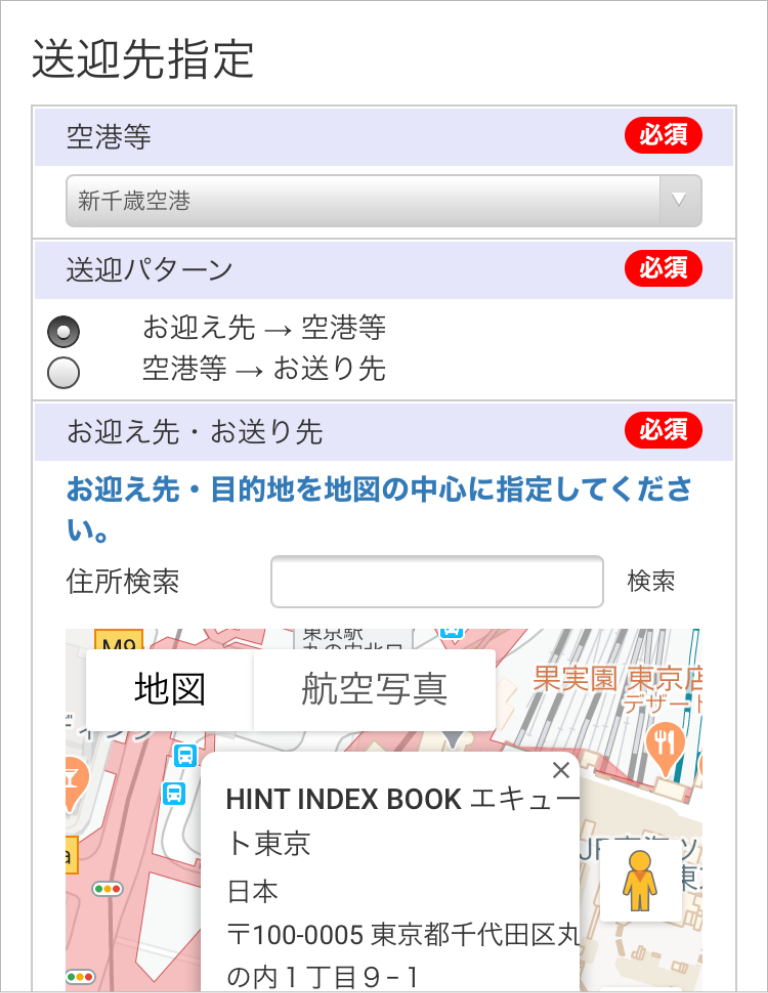 送迎先指定
空港等 必須
新千歳空港
送迎パターン 必須
お迎え先 → 空港等
空港等 → お送り先
お迎え先・お送り先 必須
お迎え先・目的地を地図の中心に指定してくださ
い。
住所検索 検索
東京駅
M9
地図 航空写真
果実園 東京店
デザート
HINT INDEX BOOK エキュー
ト東京
日本
〒100-0005 東京都千代田区丸
の内１丁目９−１